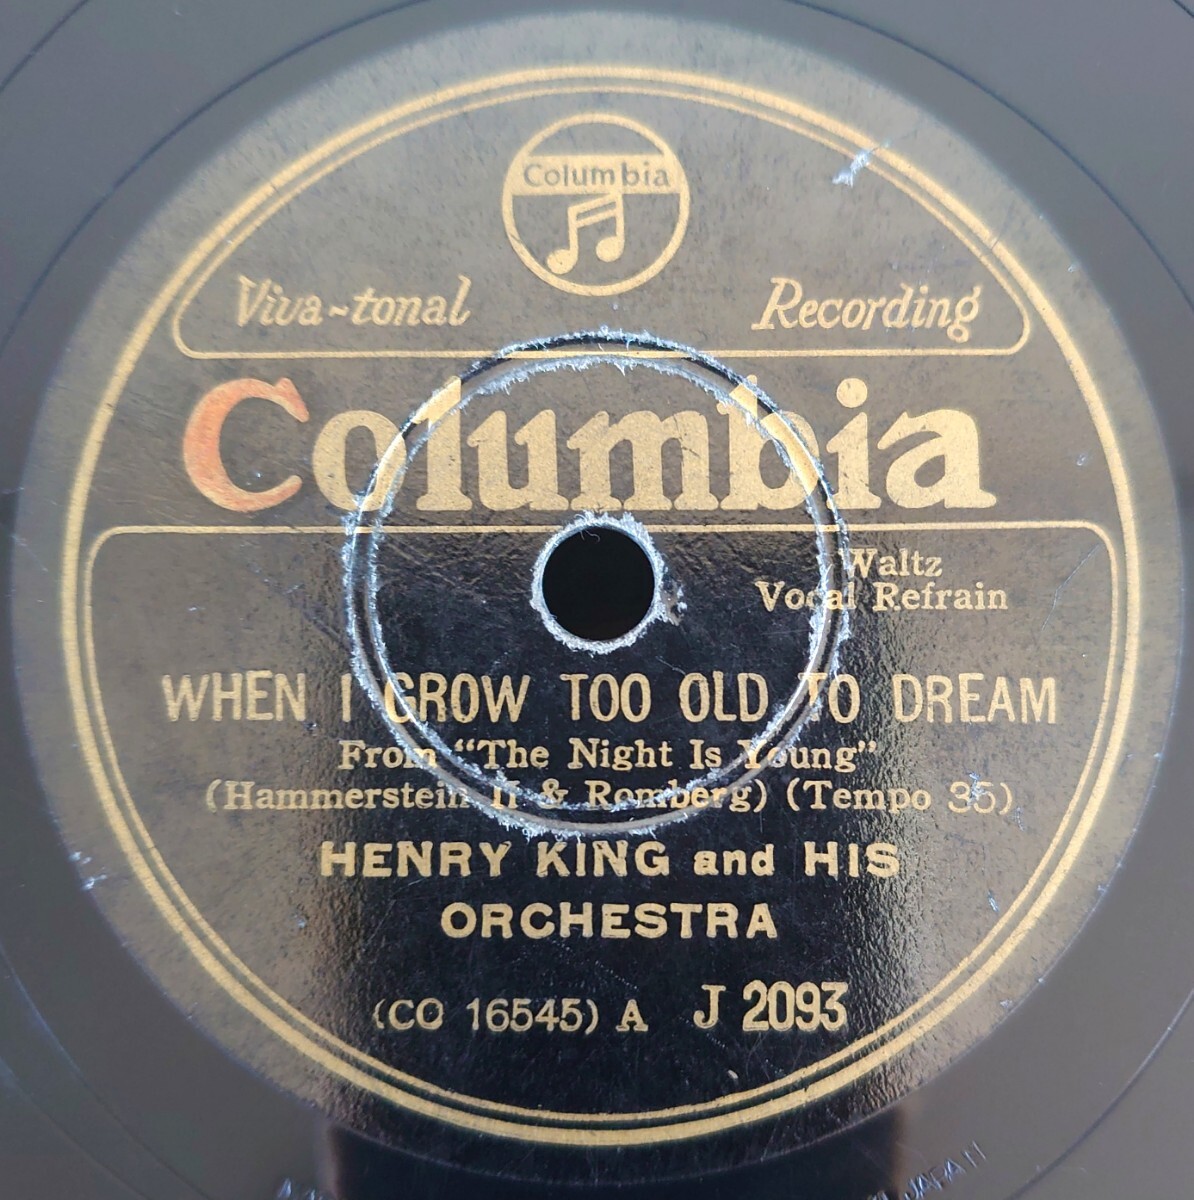 Columbia
Viva-tonal Recording
Columbia
Waltz
Vocal Refrain
WHEN I GROW TOO OLD TO DREAM
From "The Night Is Young"
(Hammerstein II & Romberg) (Tempo 35)
HENRY KING and HIS
ORCHESTRA
(CO 16545) A J 2093
JAPAN